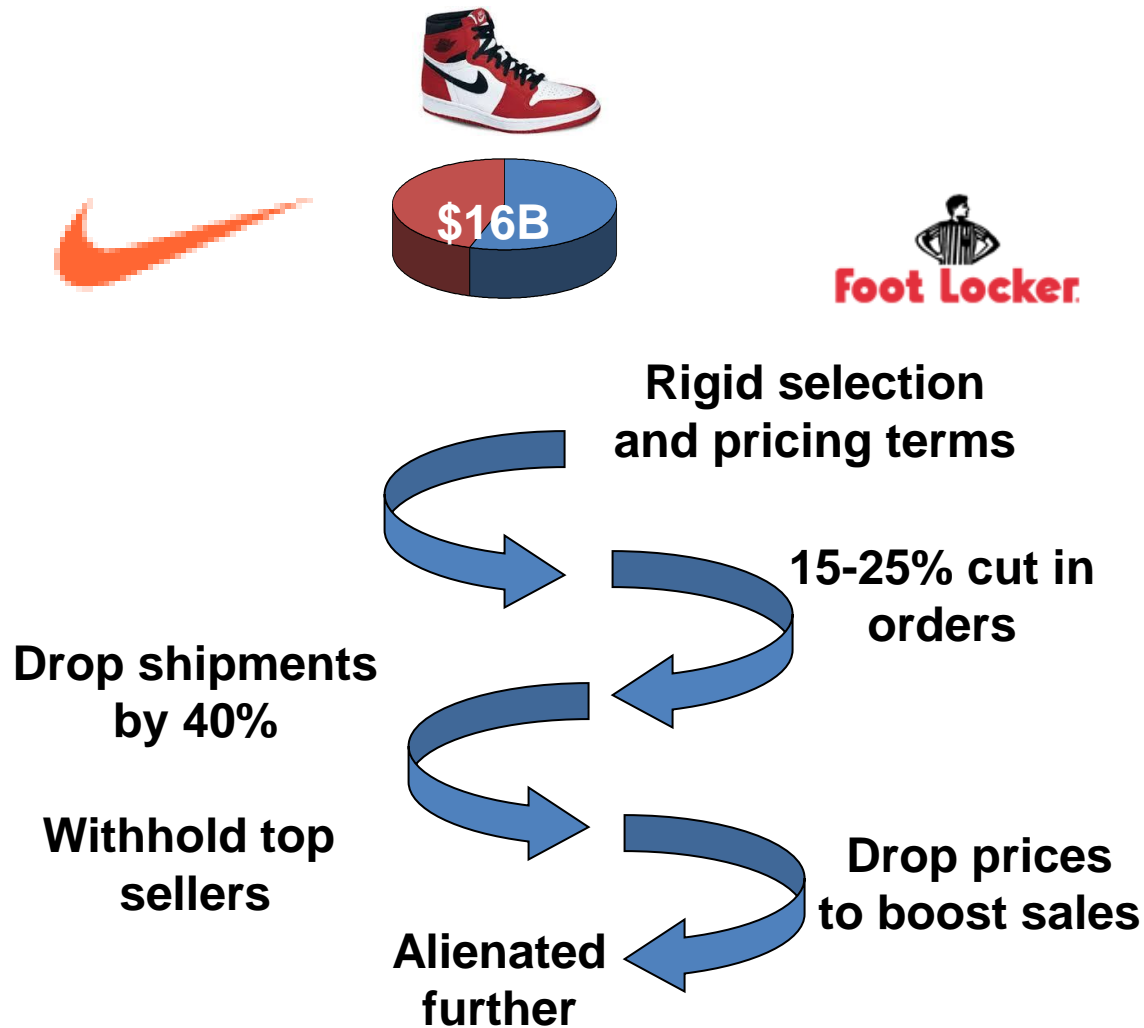 $16B
Foot Locker.
Rigid selection
and pricing terms
15-25% cut in
orders
Drop shipments
by 40%
Withhold top
sellers
Drop prices
to boost sales
Alienated
further